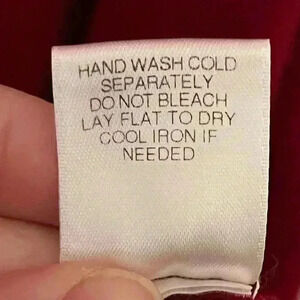 HAND WASH COLD
SEPARATELY
DO NOT BLEACH
LAY FLAT TO DRY
COOL IRON IF
NEEDED